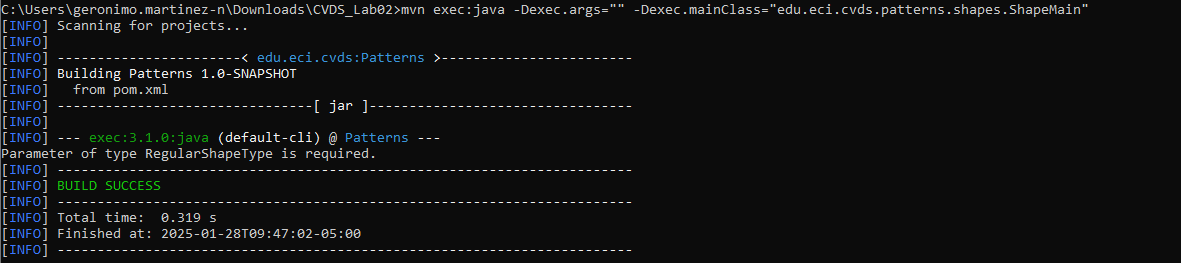 C:\Users\geronimo.martinez-n\Downloads\CVDS_Lab02>mvn exec:java -Dexec.args="" -Dexec.mainClass="edu.eci.cvds.patterns.shapes.ShapeMain"
[INFO] Scanning for projects...
[INFO]
[INFO] -----------------------< edu.eci.cvds:Patterns >------------------------
[INFO] Building Patterns 1.0-SNAPSHOT
[INFO]   from pom.xml
[INFO] --------------------------------[ jar ]---------------------------------
[INFO]
[INFO] --- exec:3.1.0:java (default-cli) @ Patterns ---
Parameter of type RegularShapeType is required.
[INFO] ------------------------------------------------------------------------
[INFO] BUILD SUCCESS
[INFO] ------------------------------------------------------------------------
[INFO] Total time:  0.319 s
[INFO] Finished at: 2025-01-28T09:47:02-05:00
[INFO] ------------------------------------------------------------------------